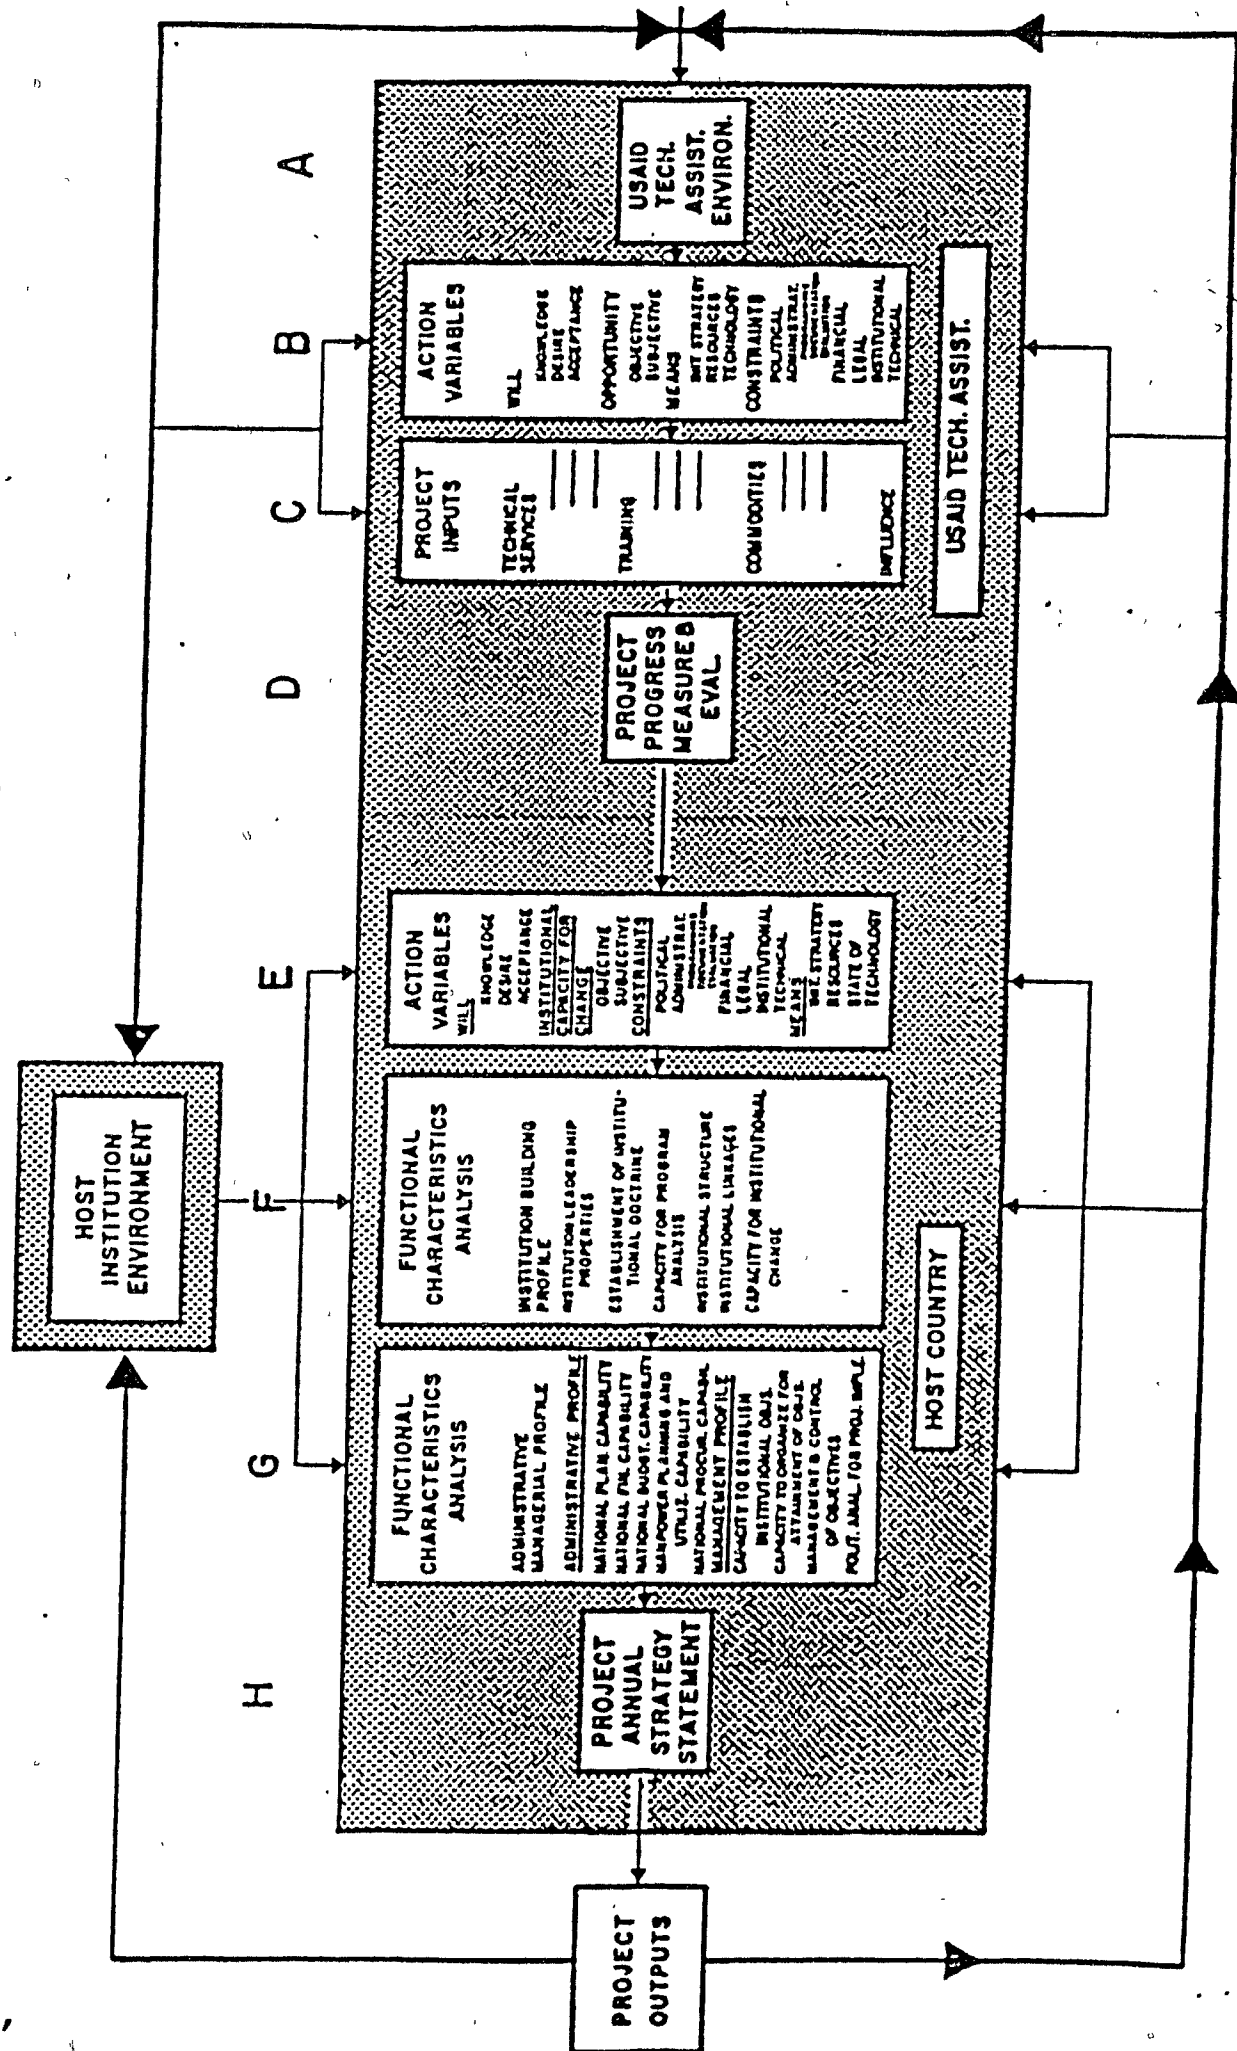 HOST
INSTITUTION
ENVIRONMENT
A
B
C
D
E
F
G
H
USAID
TECH.
ASSIST.
ENVIRON.
ACTION
VARIABLES
WILL
KNOWLEDGE
DESIRE
ACCEPTANCE
OPPORTUNITY
OBJECTIVE
SUBJECTIVE
MEANS
INT STRATEGY
RESOURCES
TECHNOLOGY
CONSTRAINTS
POLITICAL
ADMINISTRAT.
FINANCIAL
LEGAL
INSTITUTIONAL
TECHNICAL
PROJECT
INPUTS
TECHNICAL
SERVICES
TRAINING
COMMODITIES
INFLUENCE
USAID TECH. ASSIST.
PROJECT
PROGRESS
MEASURE &
EVAL.
ACTION
VARIABLES
WILL
KNOWLEDGE
DESIRE
ACCEPTANCE
INSTITUTIONAL
CAPACITY FOR
CHANGE
OBJECTIVE
SUBJECTIVE
CONSTRAINTS
POLITICAL
ADMINISTRAT.
FINANCIAL
LEGAL
INSTITUTIONAL
TECHNICAL
MEANS
INT. STRATEGY
RESOURCES
STATE OF
TECHNOLOGY
FUNCTIONAL
CHARACTERISTICS
ANALYSIS
INSTITUTION BUILDING
PROFILE
INSTITUTION LEADERSHIP
PROPERTIES
ESTABLISHMENT OF INSTITU-
TIONAL DOCTRINE
CAPACITY FOR PROGRAM
ANALYSIS
INSTITUTIONAL STRUCTURE
INSTITUTIONAL LINKAGES
CAPACITY FOR INSTITUTIONAL
CHANGE
FUNCTIONAL
CHARACTERISTICS
ANALYSIS
ADMINISTRATIVE
MANAGERIAL PROFILE
ADMINISTRATIVE PROFILE
NATIONAL PLAN. CAPABILITY
NATIONAL FIN. CAPABILITY
NATIONAL BUDGT. CAPABILITY
MANPOWER PLANNING AND
UTILIZ. CAPABILITY
NATIONAL PROCUR. CAPABIL
MANAGEMENT PROFILE
CAPACITY TO ESTABLISH
INSTITUTIONAL OBJS.
CAPACITY TO ORGANIZE FOR
ATTAINMENT OF OBJS.
MANAGEMENT & CONTROL
OF OBJECTIVES
POLIT. ANAL. FOR PROJ. IMPLE.
HOST COUNTRY
PROJECT
ANNUAL
STRATEGY
STATEMENT
PROJECT
OUTPUTS